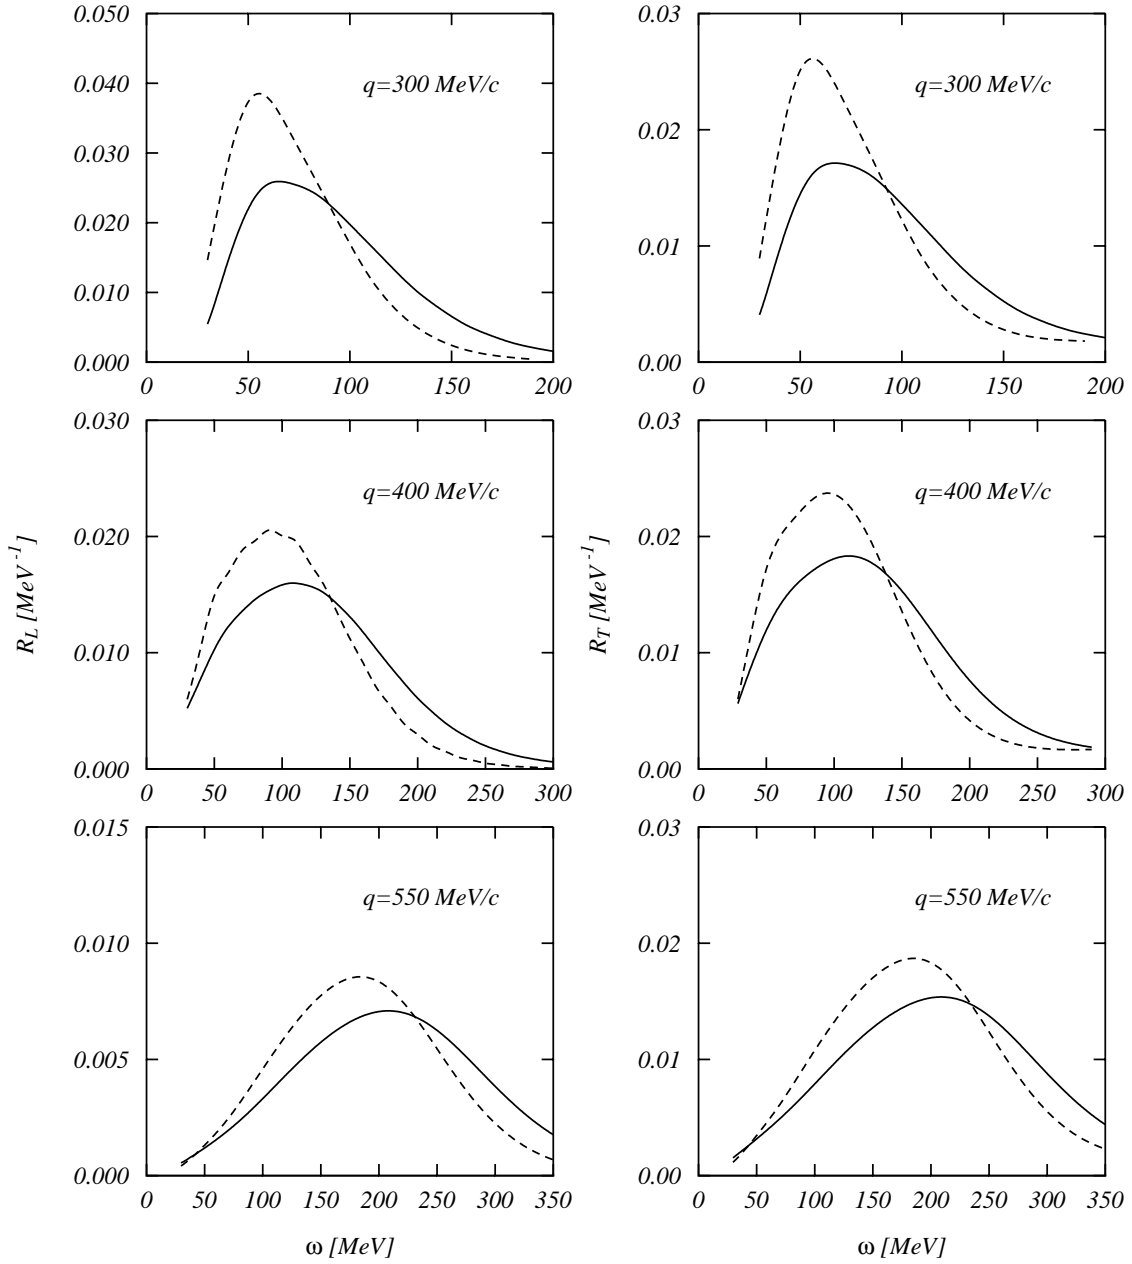 0.050
0.040
0.030
0.020
0.010
0.000
q=300 MeV/c
0 50 100 150 200
0.03
0.02
0.01
0.00
q=300 MeV/c
0 50 100 150 200
0.030
0.020
0.010
0.000
q=400 MeV/c
0 50 100 150 200 250 300
R_L [MeV^-1]
0.03
0.02
0.01
0.00
q=400 MeV/c
0 50 100 150 200 250 300
R_T [MeV^-1]
0.015
0.010
0.005
0.000
q=550 MeV/c
0 50 100 150 200 250 300 350
ω [MeV]
0.03
0.02
0.01
0.00
q=550 MeV/c
0 50 100 150 200 250 300 350
ω [MeV]